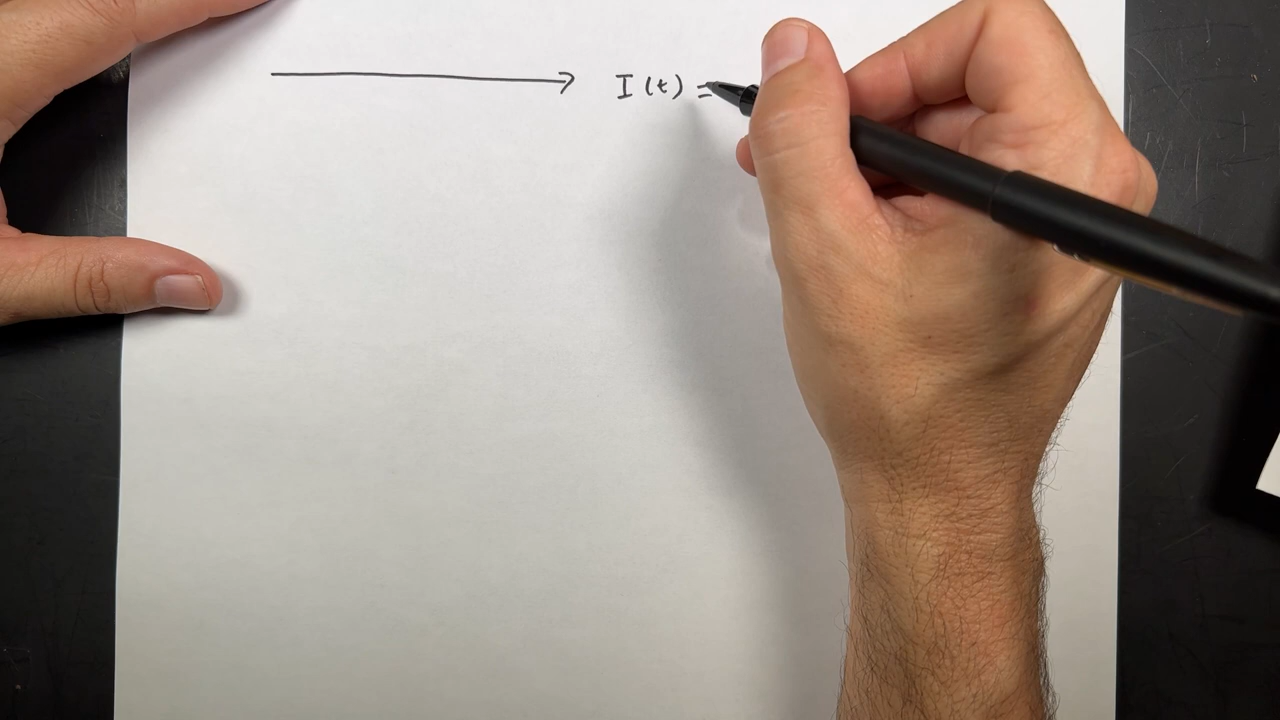 I(t) =